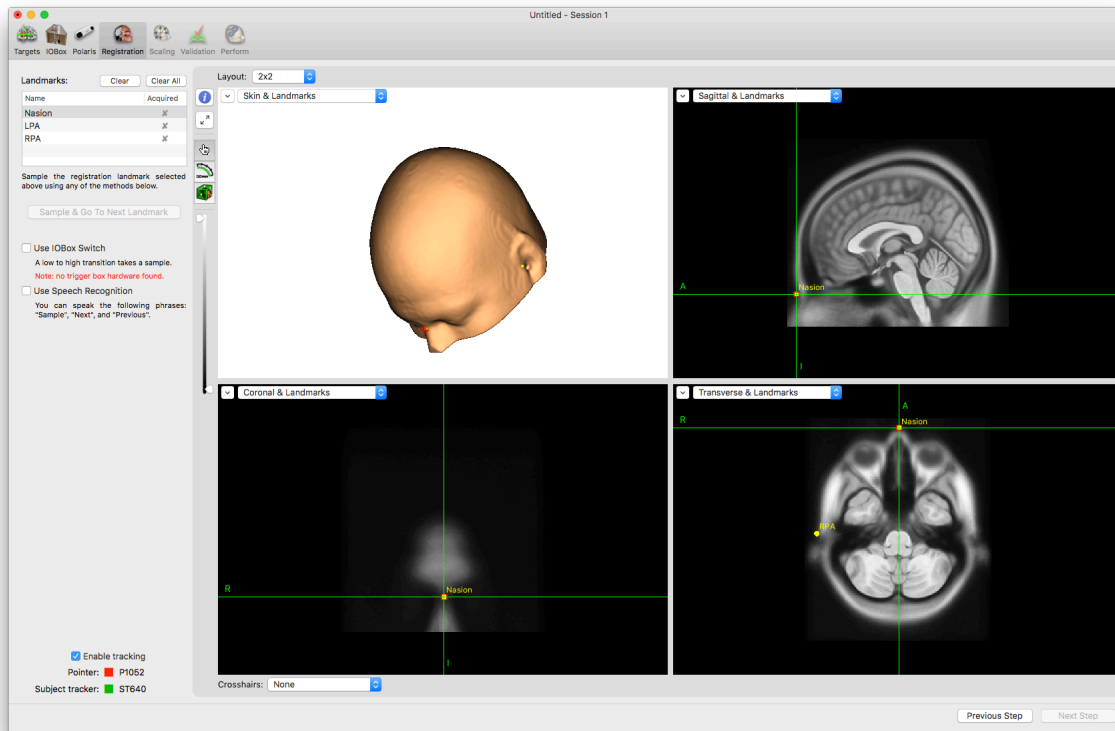 Untitled - Session 1
Targets IOBox Polaris Registration Scaling Validation Perform
Landmarks: Clear Clear All
Name Acquired
Nasion ✘
LPA ✘
RPA ✘
Sample the registration landmark selected
above using any of the methods below.
Sample & Go To Next Landmark
Use IOBox Switch
A low to high transition takes a sample.
Note: no trigger box hardware found.
Use Speech Recognition
You can speak the following phrases:
"Sample", "Next", and "Previous".
Enable tracking
Pointer: P1052
Subject tracker: ST640
Layout: 2x2
Skin & Landmarks
Sagittal & Landmarks
A
Nasion
I
Coronal & Landmarks
R
Nasion
I
Transverse & Landmarks
A
R
Nasion
RPA
Crosshairs: None
Previous Step Next Step